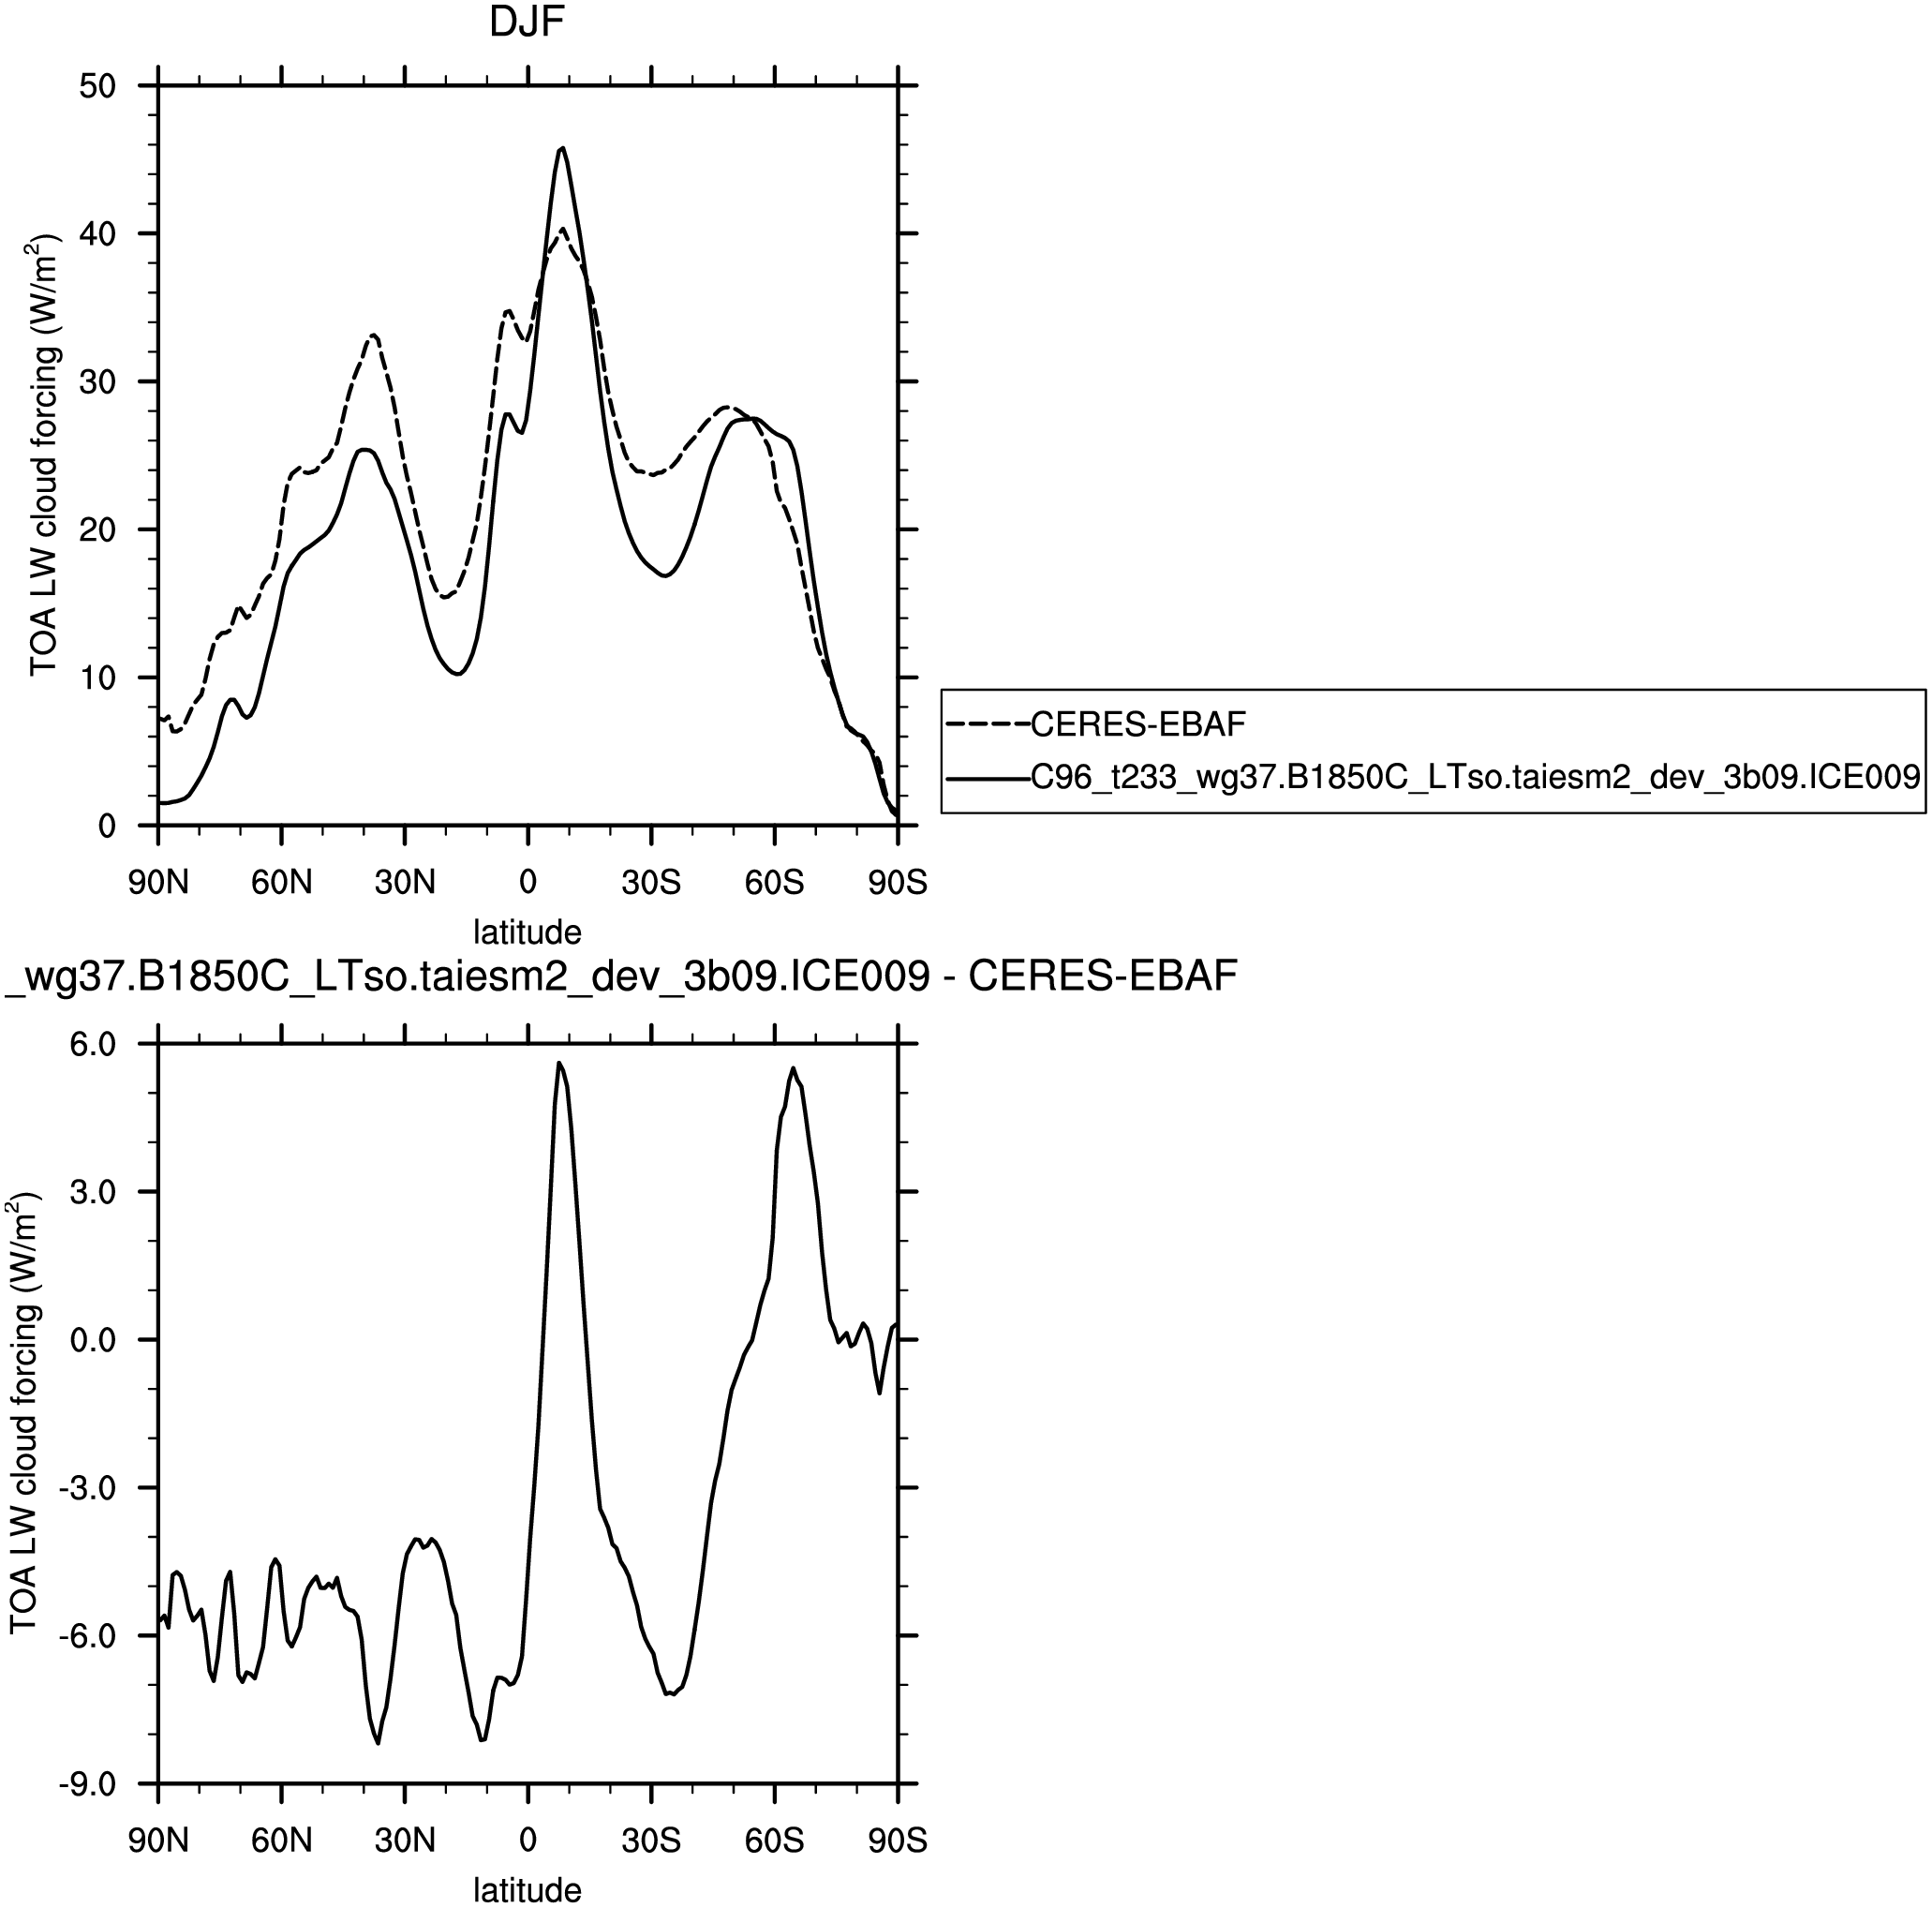 DJF
TOA LW cloud forcing (W/m²)
50
40
30
20
10
0
90N 60N 30N 0 30S 60S 90S
latitude
CERES-EBAF
C96_t233_wg37.B1850C_LTso.taiesm2_dev_3b09.ICE009
_wg37.B1850C_LTso.taiesm2_dev_3b09.ICE009 - CERES-EBAF
TOA LW cloud forcing (W/m²)
6.0
3.0
0.0
-3.0
-6.0
-9.0
90N 60N 30N 0 30S 60S 90S
latitude